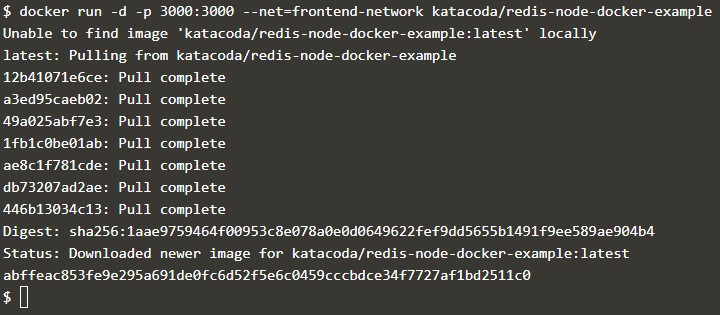 $ docker run -d -p 3000:3000 --net=frontend-network katacoda/redis-node-docker-example
Unable to find image 'katacoda/redis-node-docker-example:latest' locally
latest: Pulling from katacoda/redis-node-docker-example
12b41071e6ce: Pull complete
a3ed95caeb02: Pull complete
49a025abf7e3: Pull complete
1fb1c0be01ab: Pull complete
ae8c1f781cde: Pull complete
db73207ad2ae: Pull complete
446b13034c13: Pull complete
Digest: sha256:1aae9759464f00953c8e078a0e0d0649622fef9dd5655b1491f9ee589ae904b4
Status: Downloaded newer image for katacoda/redis-node-docker-example:latest
abffeac853fe9e295a691de0fc6d52f5e6c0459cccbdce34f7727af1bd2511c0
$